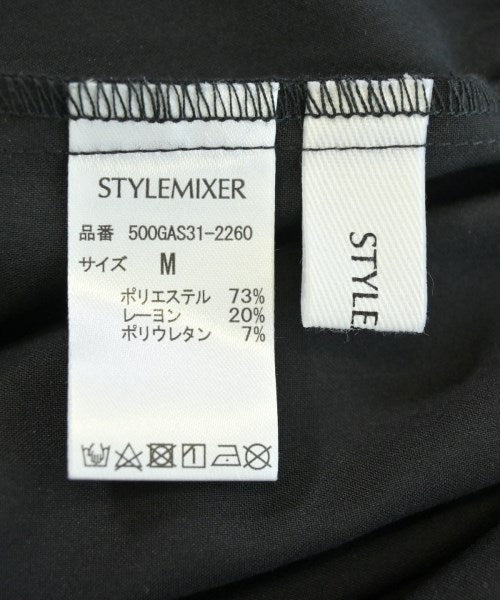 STYLEMIXER
品番 500GAS31-2260
サイズ M
ポリエステル 73%
レーヨン 20%
ポリウレタン 7%
STYLE